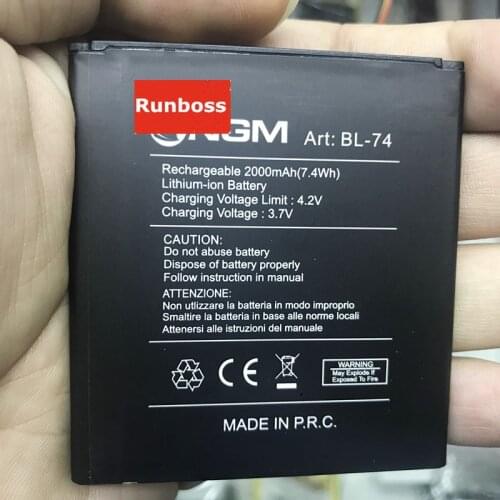 Runboss
NGM
Art: BL-74
Rechargeable 2000mAh(7.4Wh)
Lithium-ion Battery
Charging Voltage Limit : 4.2V
Charging Voltage : 3.7V
CAUTION:
Do not abuse battery
Dispose of battery properly
Follow instruction in manual
ATTENZIONE:
Non utlizzare la batteria in modo improprio
Smaltire la batteria in base alle norme locali
Attenersi alle istruzioni del manuale
WARNING
May Explode If
Exposed To Fire
MADE IN P.R.C.